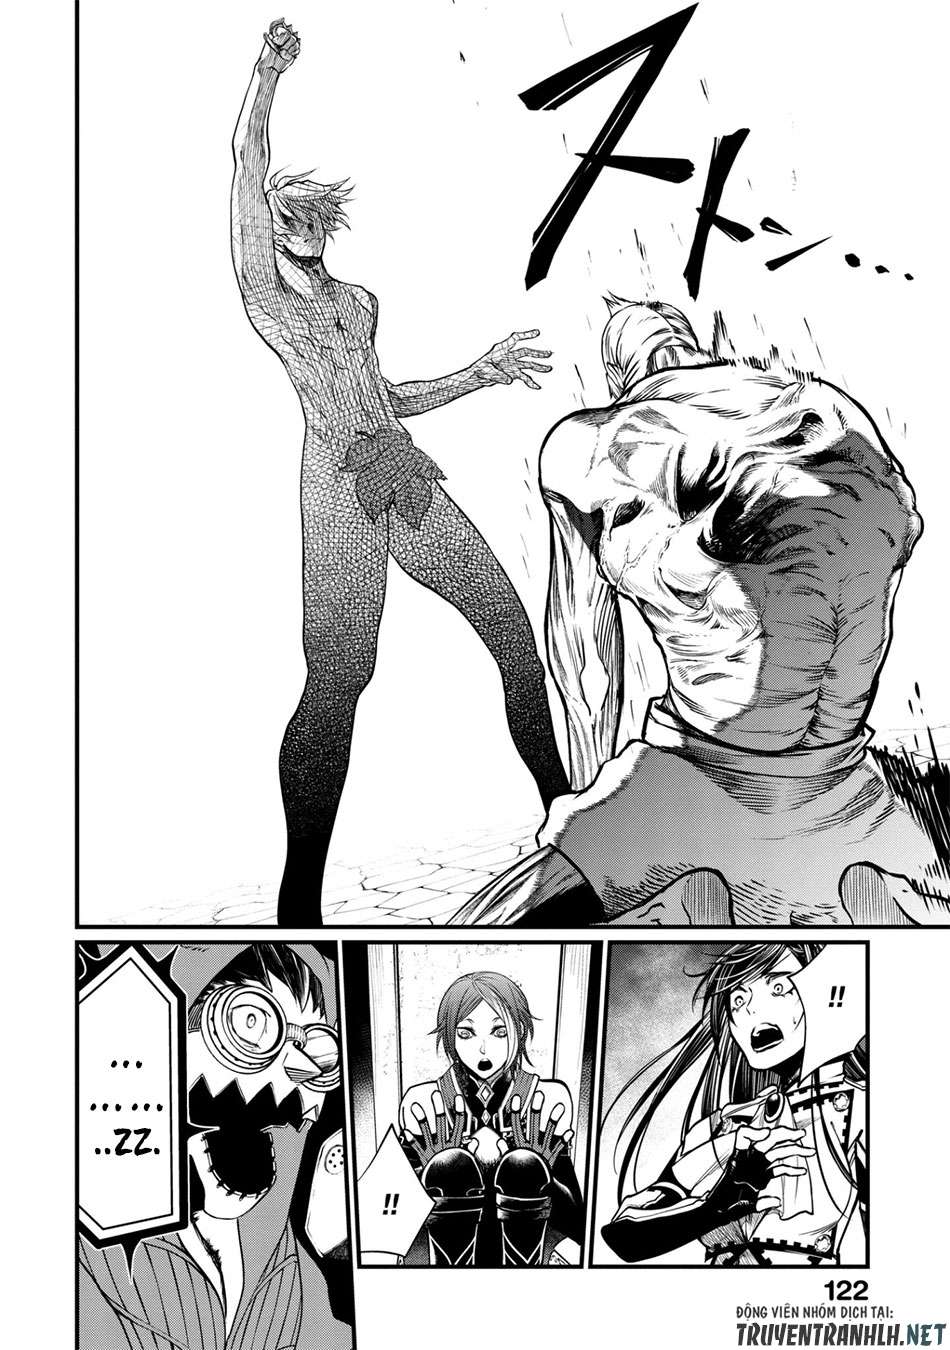 ストン...
!!
!!
...
......
..ZZ.
122
ĐỘNG VIÊN NHÓM DỊCH TẠI:
TRUYENTRANHLH.NET